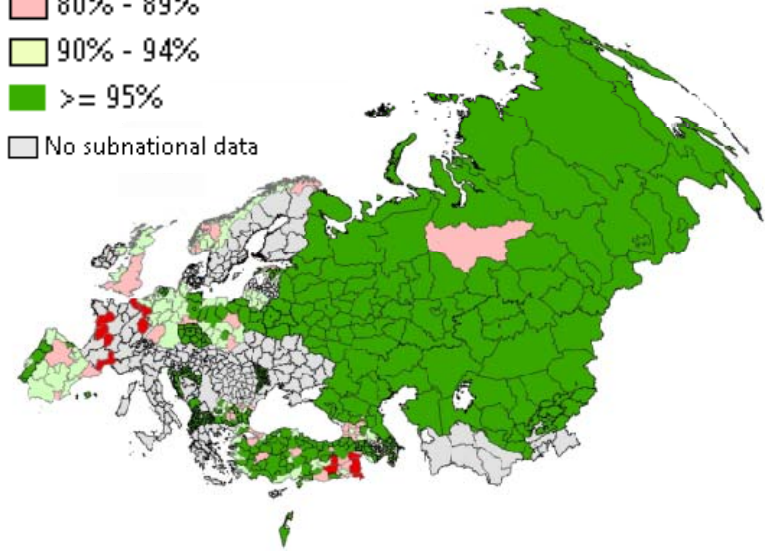 80% - 89%
90% - 94%
>= 95%
No subnational data